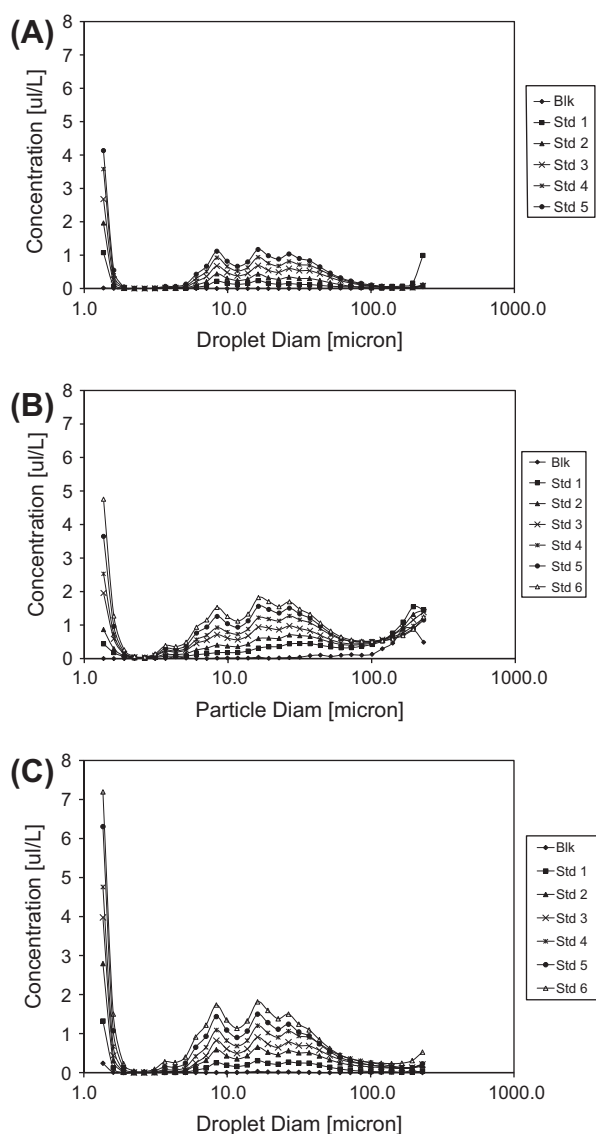 (A)
8
7
6
5
4
3
2
1
0
Concentration [ul/L]
1.0 10.0 100.0 1000.0
Droplet Diam [micron]
Blk
Std 1
Std 2
Std 3
Std 4
Std 5
(B)
8
7
6
5
4
3
2
1
0
Concentration [ul/L]
1.0 10.0 100.0 1000.0
Particle Diam [micron]
Blk
Std 1
Std 2
Std 3
Std 4
Std 5
Std 6
(C)
8
7
6
5
4
3
2
1
0
Concentration [ul/L]
1.0 10.0 100.0 1000.0
Droplet Diam [micron]
Blk
Std 1
Std 2
Std 3
Std 4
Std 5
Std 6